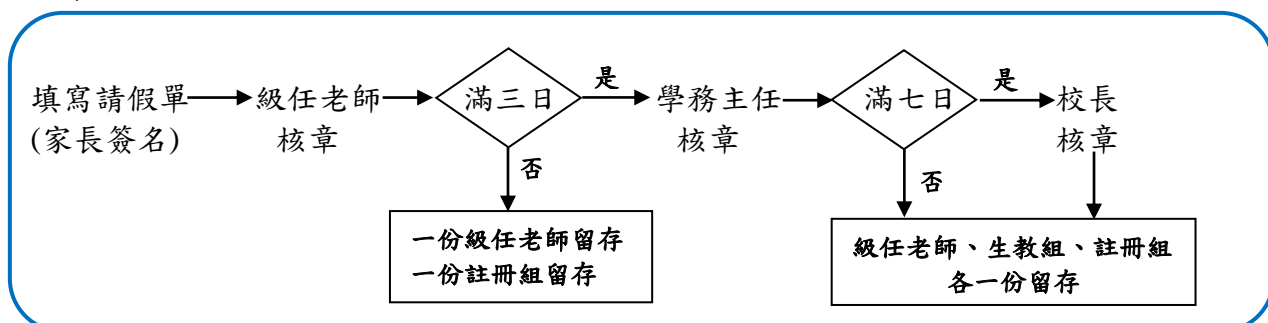 填寫請假單
(家長簽名)
級任老師
核章
滿三日
是
否
一份級任老師留存
一份註冊組留存
學務主任
核章
滿七日
是
否
校長
核章
級任老師、生教組、註冊組
各一份留存